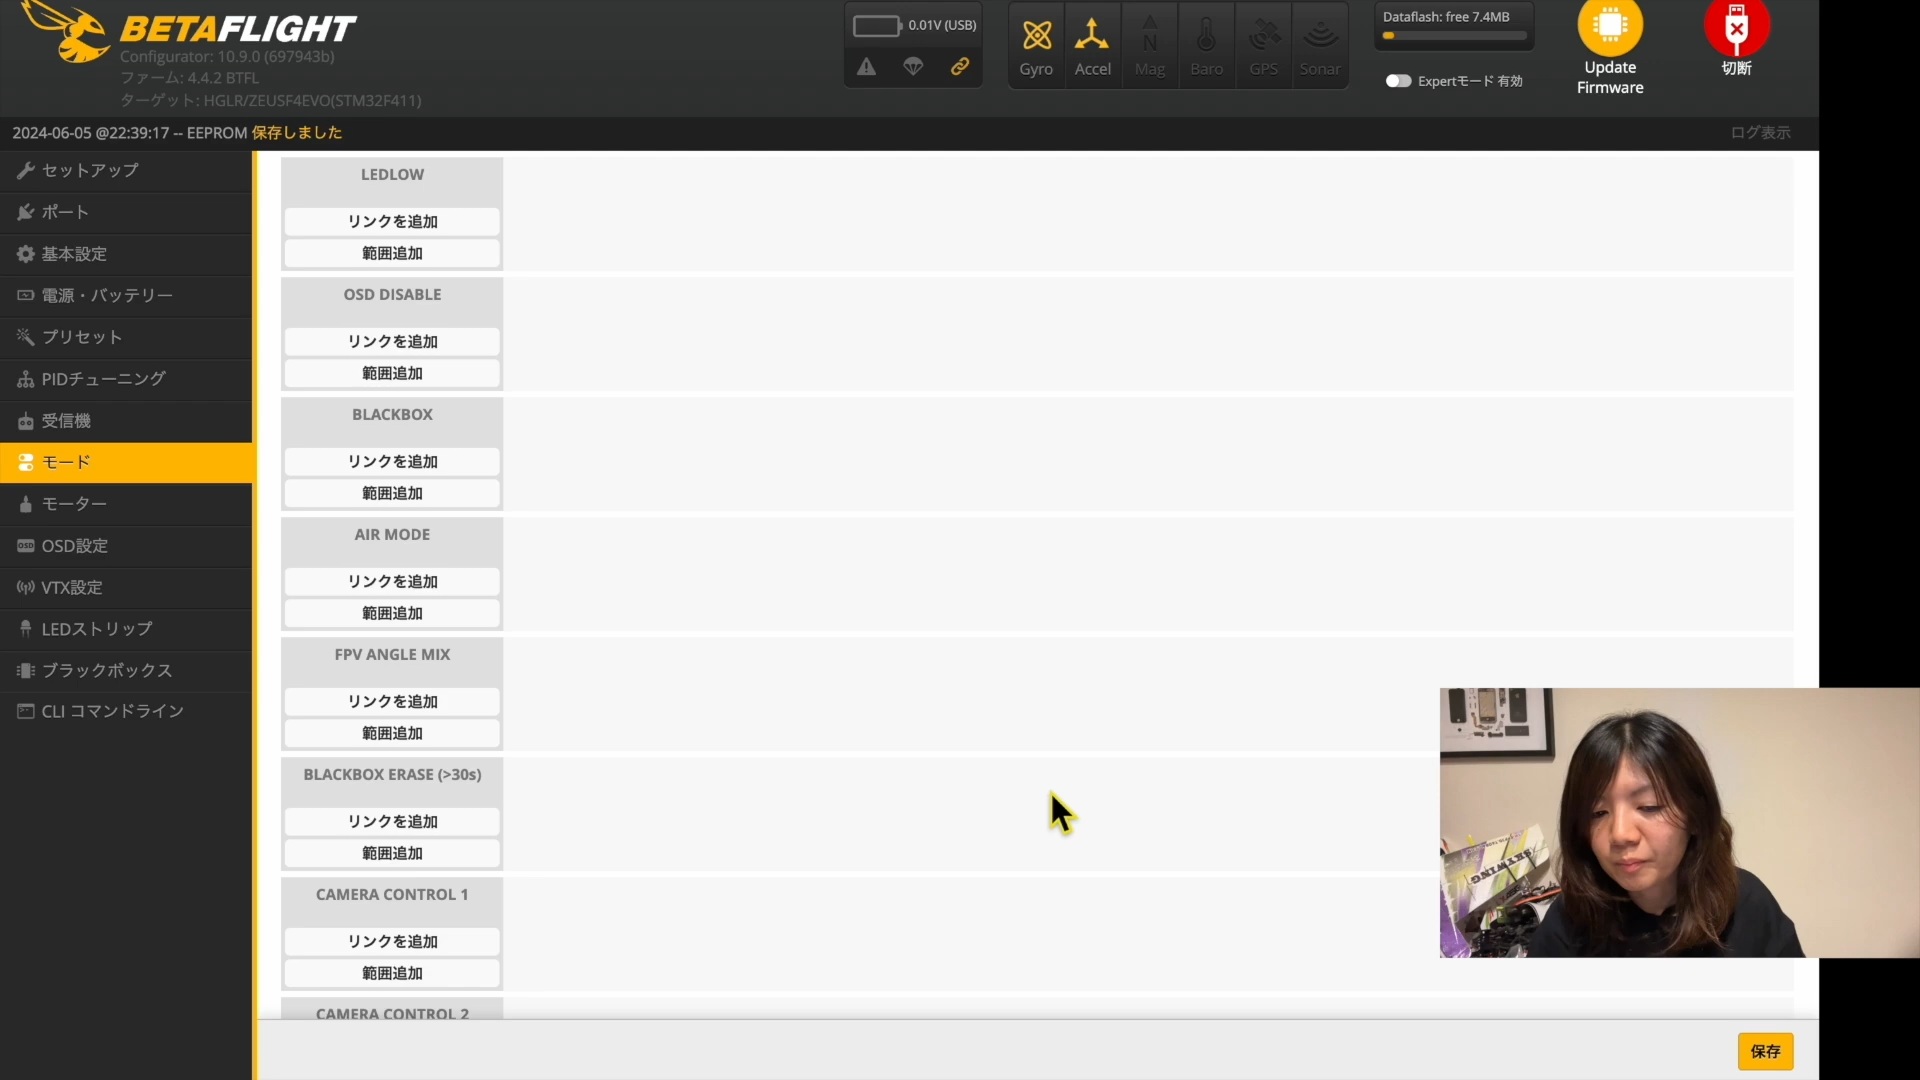 BETAFLIGHT
Configurator: 10.9.0 (697943b)
ファーム: 4.4.2 BTFL
ターゲット: HGLR/ZEUSF4EVO(STM32F411)
0.01V (USB)
Gyro
Accel
N
Mag
Baro
GPS
Sonar
Dataflash: free 7.4MB
Expertモード 有効
Update
Firmware
切断
2024-06-05 @22:39:17 -- EEPROM 保存しました
ログ表示
セットアップ
ポート
基本設定
電源・バッテリー
プリセット
PIDチューニング
受信機
モード
モーター
OSD設定
VTX設定
LEDストリップ
ブラックボックス
CLI コマンドライン
LEDLOW
リンクを追加
範囲追加
OSD DISABLE
リンクを追加
範囲追加
BLACKBOX
リンクを追加
範囲追加
AIR MODE
リンクを追加
範囲追加
FPV ANGLE MIX
リンクを追加
範囲追加
BLACKBOX ERASE (>30s)
リンクを追加
範囲追加
CAMERA CONTROL 1
リンクを追加
範囲追加
CAMERA CONTROL 2
SKYWING
保存